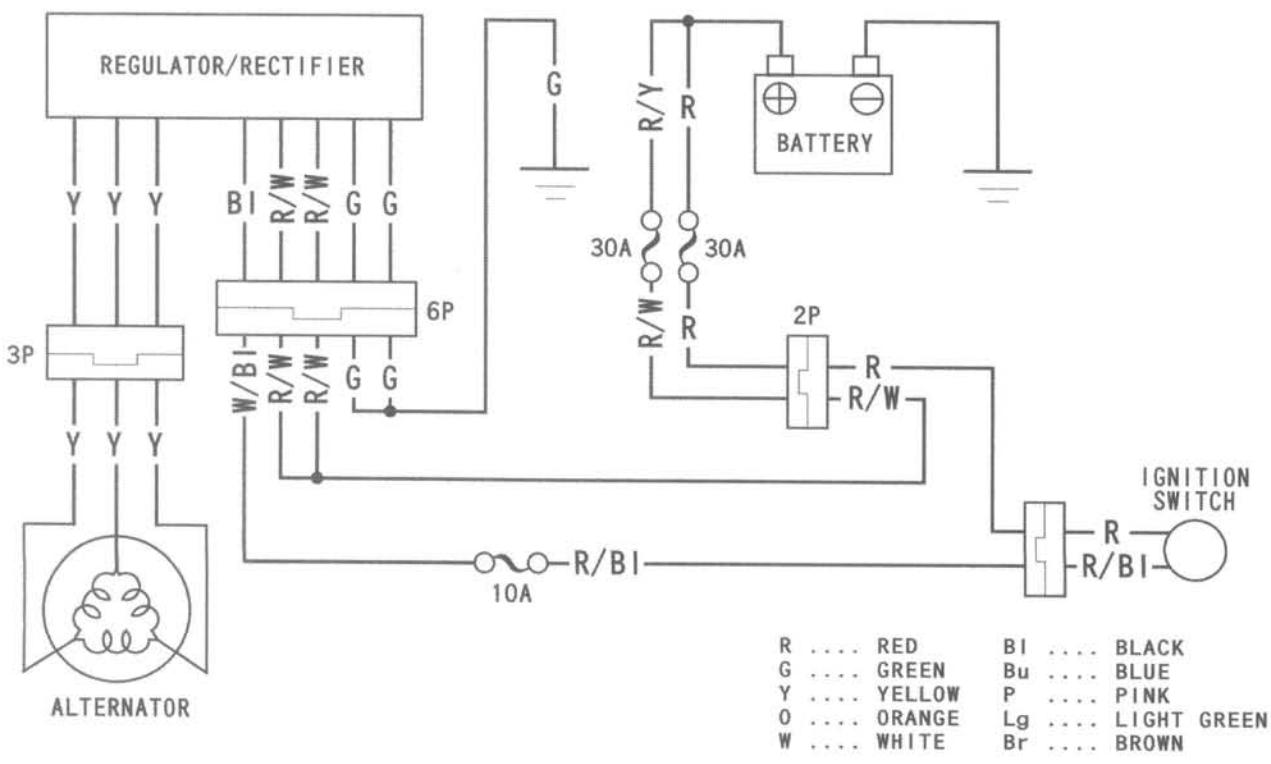 REGULATOR/RECTIFIER
Y Y Y
Bl R/W R/W G G
G
R/Y R
BATTERY
30A 30A
6P
3P
2P
W/Bl R/W R/W G G
R/W R
R
R/W
Y Y Y
IGNITION
SWITCH
R
R/Bl
10A
R/Bl
ALTERNATOR
R .... RED
G .... GREEN
Y .... YELLOW
O .... ORANGE
W .... WHITE
Bl .... BLACK
Bu .... BLUE
P .... PINK
Lg .... LIGHT GREEN
Br .... BROWN